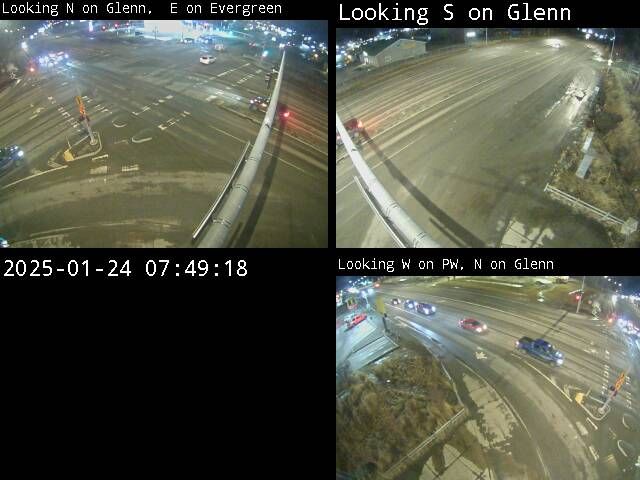 Looking N on Glenn,  E on Evergreen
Looking S on Glenn
2025-01-24 07:49:18
Looking W on PW, N on Glenn